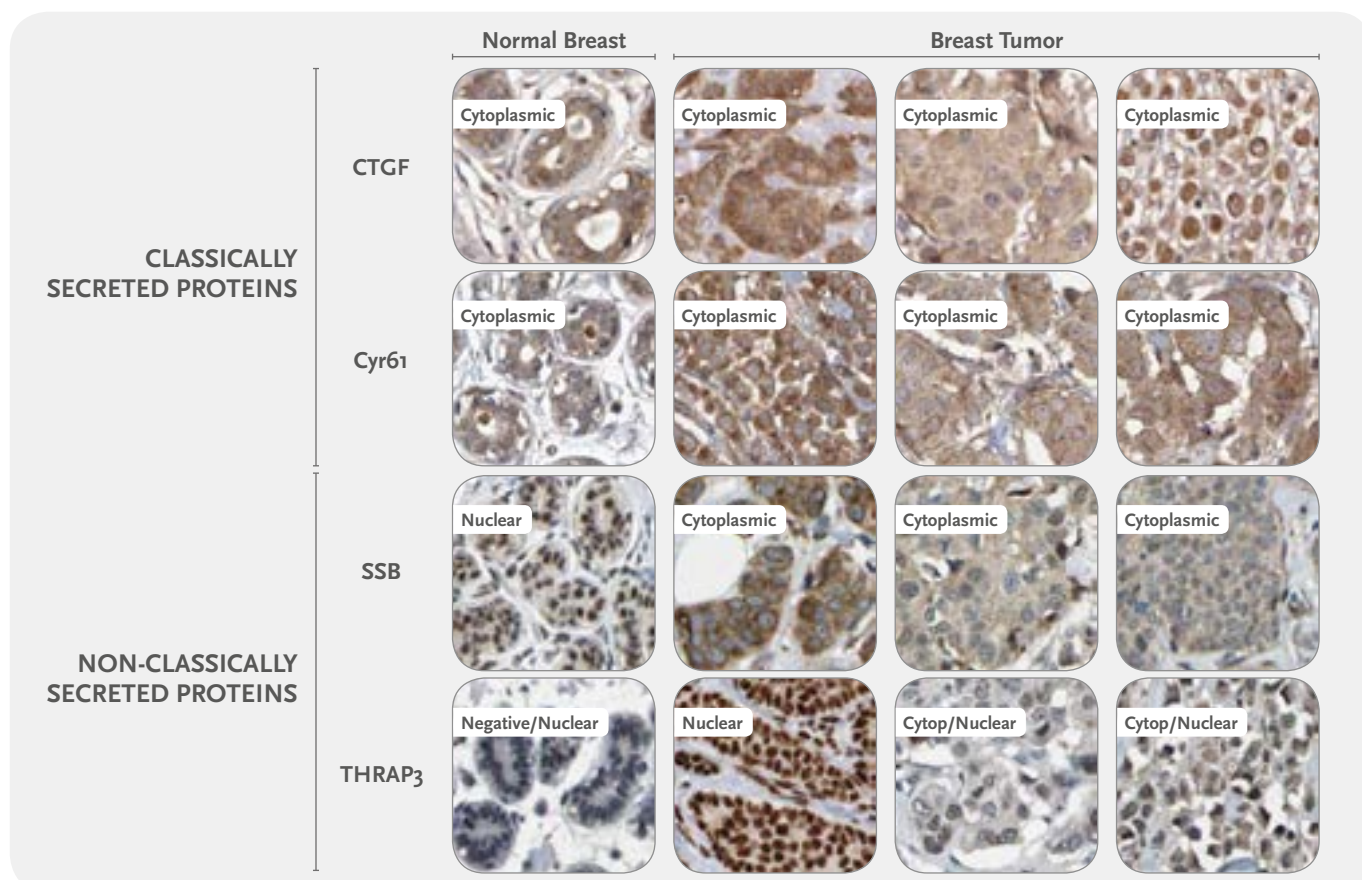 Normal Breast
Breast Tumor
CLASSICALLY
SECRETED PROTEINS
CTGF
Cytoplasmic
Cytoplasmic
Cytoplasmic
Cytoplasmic
Cyr61
Cytoplasmic
Cytoplasmic
Cytoplasmic
Cytoplasmic
NON-CLASSICALLY
SECRETED PROTEINS
SSB
Nuclear
Cytoplasmic
Cytoplasmic
Cytoplasmic
THRAP3
Negative/Nuclear
Nuclear
Cytop/Nuclear
Cytop/Nuclear